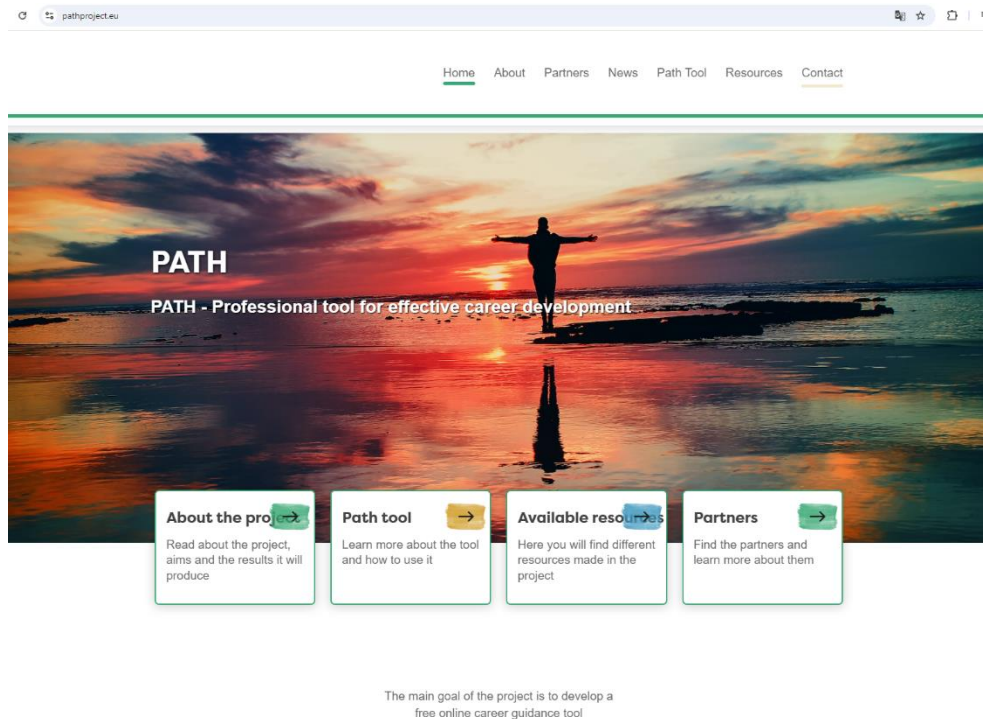 pathproject.eu
Home About Partners News Path Tool Resources Contact
PATH
PATH - Professional tool for effective career development
About the project
Read about the project,
aims and the results it will
produce
Path tool
Learn more about the tool
and how to use it
Available resources
Here you will find different
resources made in the
project
Partners
Find the partners and
learn more about them
The main goal of the project is to develop a
free online career guidance tool